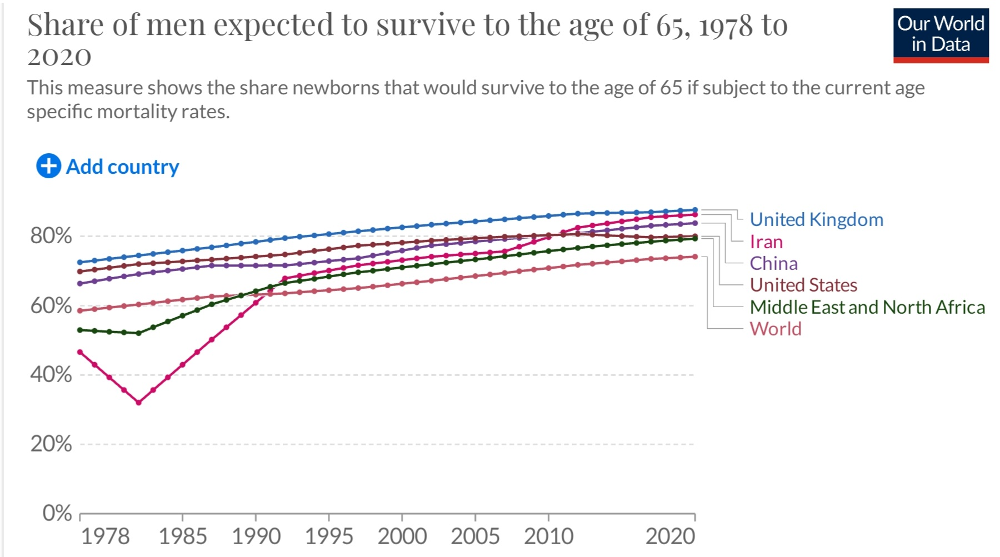 Share of men expected to survive to the age of 65, 1978 to
2020
Our World
in Data
This measure shows the share newborns that would survive to the age of 65 if subject to the current age
specific mortality rates.
Add country
80%
60%
40%
20%
0%
1978 1985 1990 1995 2000 2005 2010 2020
United Kingdom
Iran
China
United States
Middle East and North Africa
World